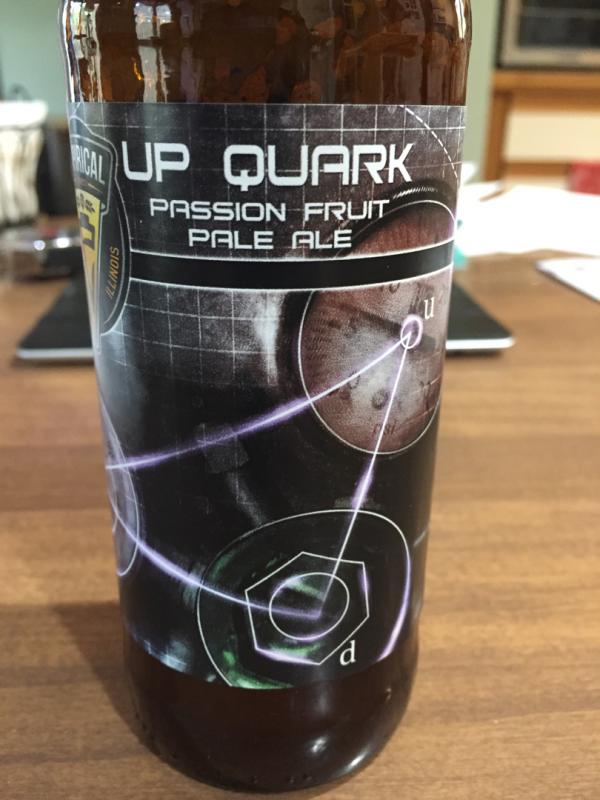 UP QUARK
PASSION FRUIT
PALE ALE
ILLINOIS
u
d